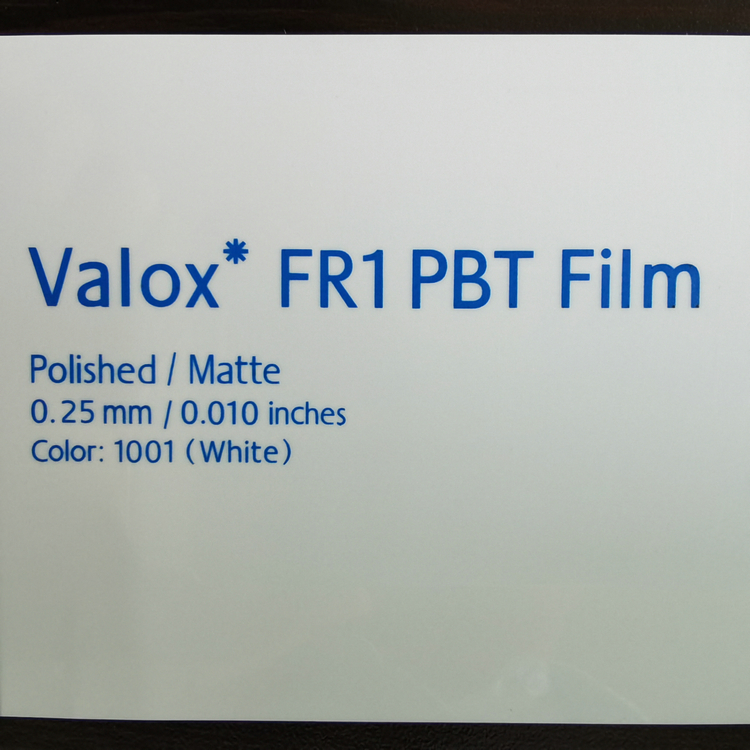 Valox* FR1 PBT Film
Polished / Matte
0.25 mm / 0.010 inches
Color: 1001 (White)